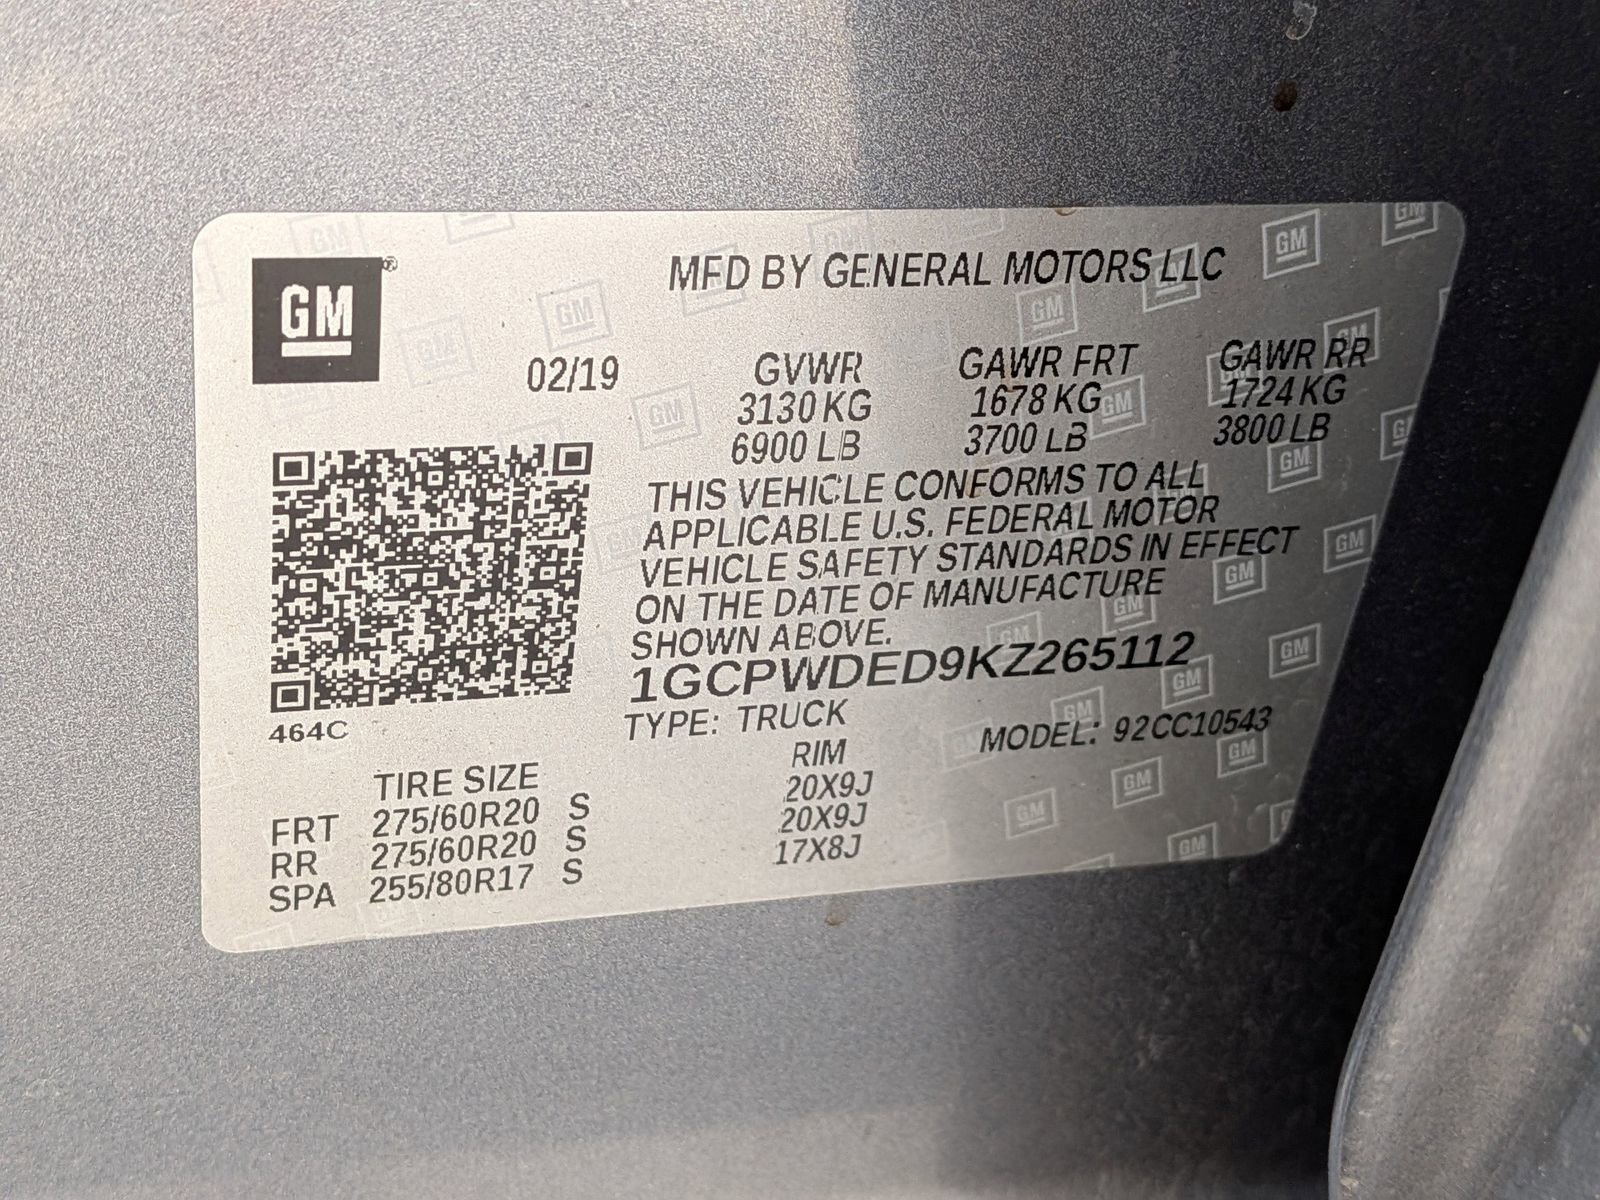 GM®
MFD BY GENERAL MOTORS LLC
02/19
GVWR GAWR FRT GAWR RR
3130 KG 1678 KG 1724 KG
6900 LB 3700 LB 3800 LB
THIS VEHICLE CONFORMS TO ALL
APPLICABLE U.S. FEDERAL MOTOR
VEHICLE SAFETY STANDARDS IN EFFECT
ON THE DATE OF MANUFACTURE
SHOWN ABOVE.
1GCPWDED9KZ265112
464C
TYPE: TRUCK MODEL: 92CC10543
TIRE SIZE RIM
FRT 275/60R20 S 20X9J
RR 275/60R20 S 20X9J
SPA 255/80R17 S 17X8J